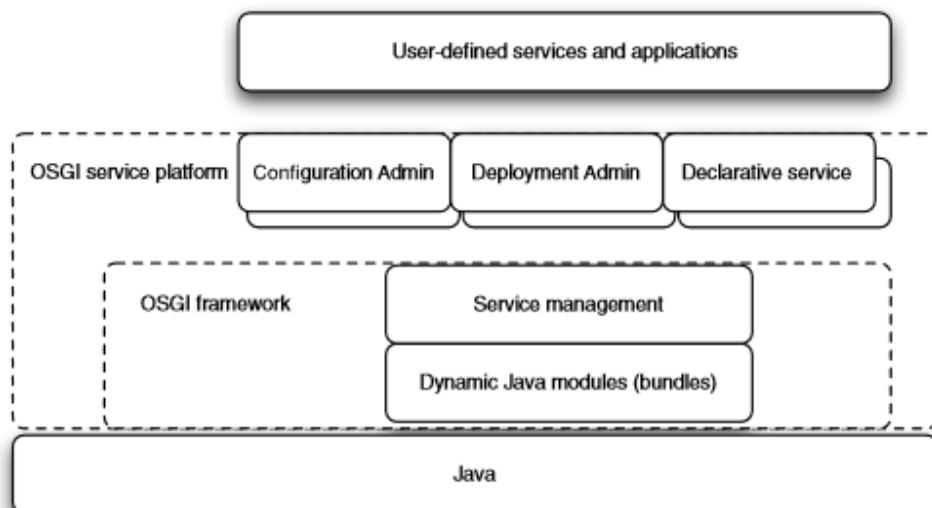 User-defined services and applications
OSGI service platform
Configuration Admin
Deployment Admin
Declarative service
OSGI framework
Service management
Dynamic Java modules (bundles)
Java